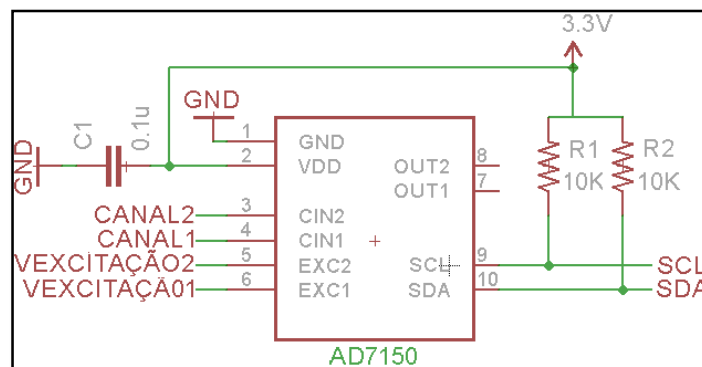 3.3V
GND
C1
0.1u
GND
1
GND
2
VDD
OUT2
8
OUT1
7
R1
10K
R2
10K
CANAL2
3
CIN2
CANAL1
4
CIN1
VEXCITAÇÃO2
5
EXC2
SCL
9
SCL
VEXCITAÇÃ01
6
EXC1
SDA
10
SDA
AD7150